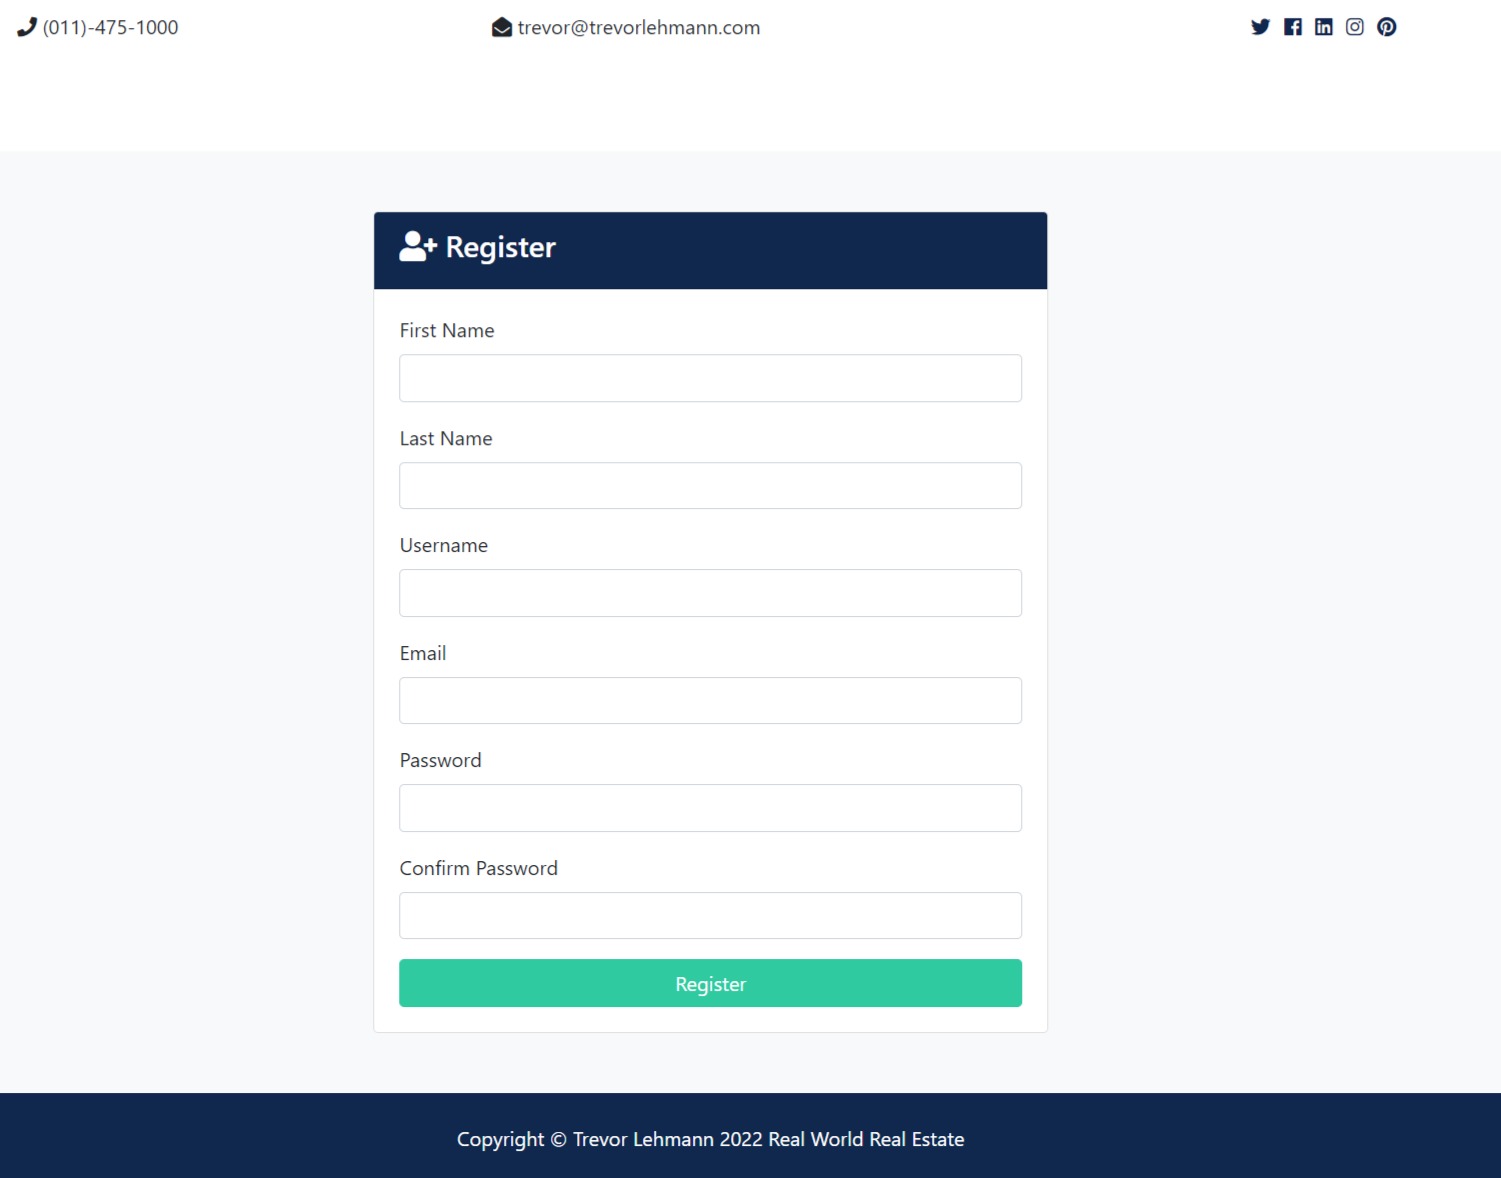 (011)-475-1000
trevor@trevorlehmann.com
Register
First Name
Last Name
Username
Email
Password
Confirm Password
Register
Copyright © Trevor Lehmann 2022 Real World Real Estate